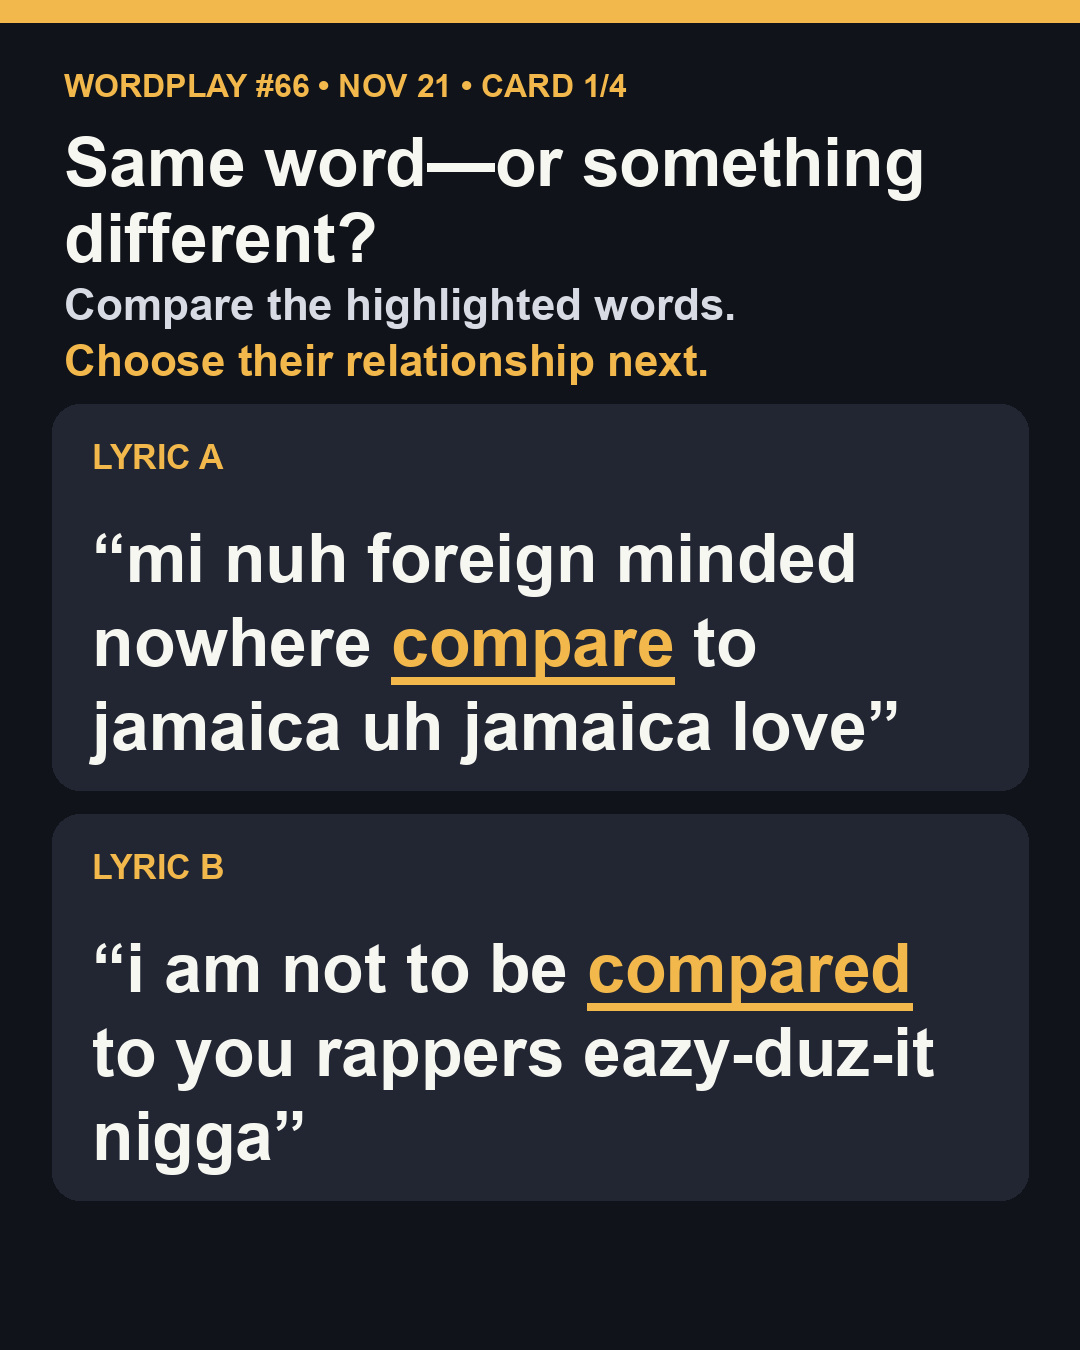 WORDPLAY #66 • NOV 21 • CARD 1/4
Same word—or something
different?
Compare the highlighted words.
Choose their relationship next.
LYRIC A
“mi nuh foreign minded
nowhere compare to
jamaica uh jamaica love”
LYRIC B
“i am not to be compared
to you rappers eazy-duz-it
nigga”